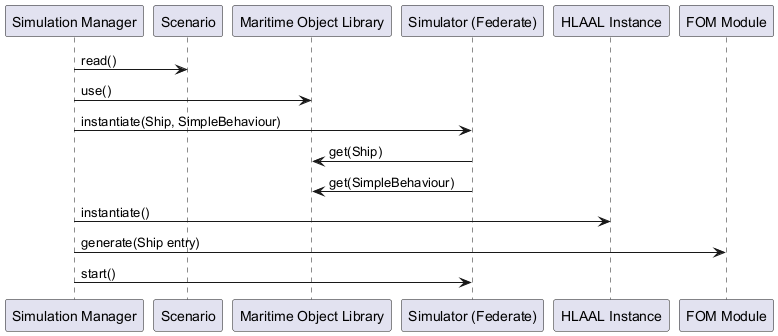 Simulation Manager
Scenario
Maritime Object Library
Simulator (Federate)
HLAAL Instance
FOM Module
read()
use()
instantiate(Ship, SimpleBehaviour)
get(Ship)
get(SimpleBehaviour)
instantiate()
generate(Ship entry)
start()
Simulation Manager
Scenario
Maritime Object Library
Simulator (Federate)
HLAAL Instance
FOM Module